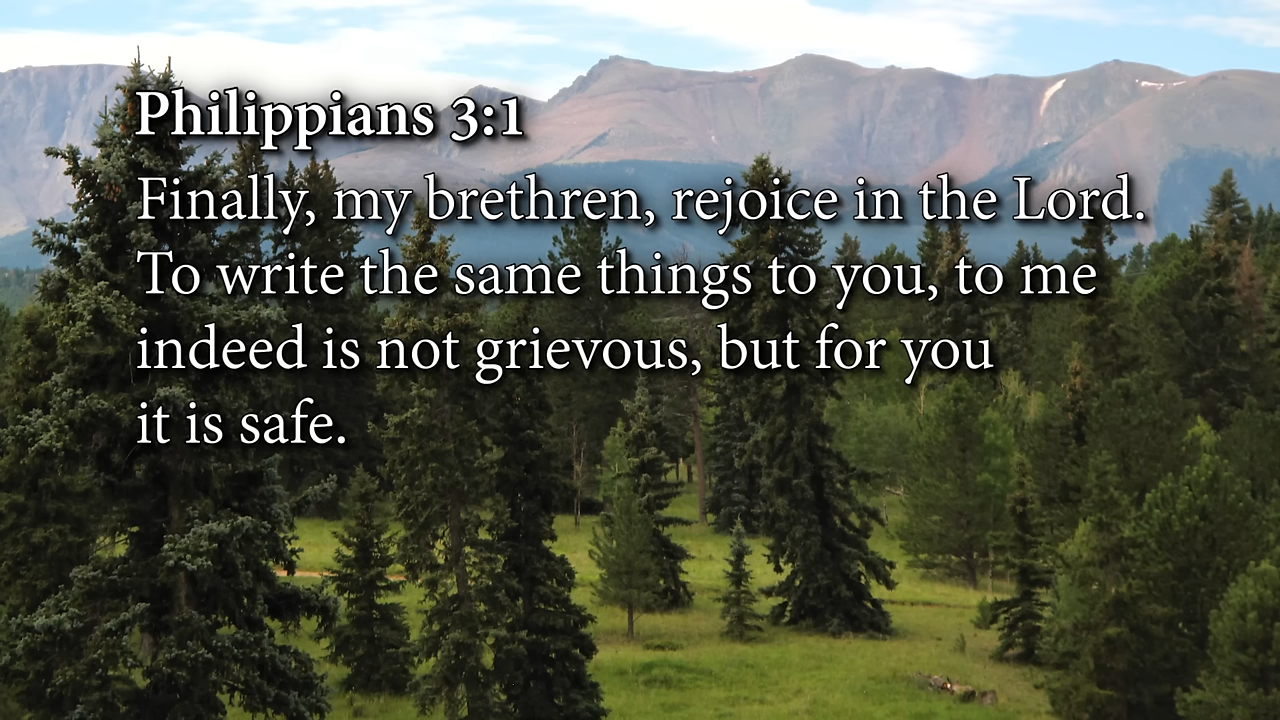 Philippians 3:1
Finally, my brethren, rejoice in the Lord.
To write the same things to you, to me
indeed is not grievous, but for you
it is safe.